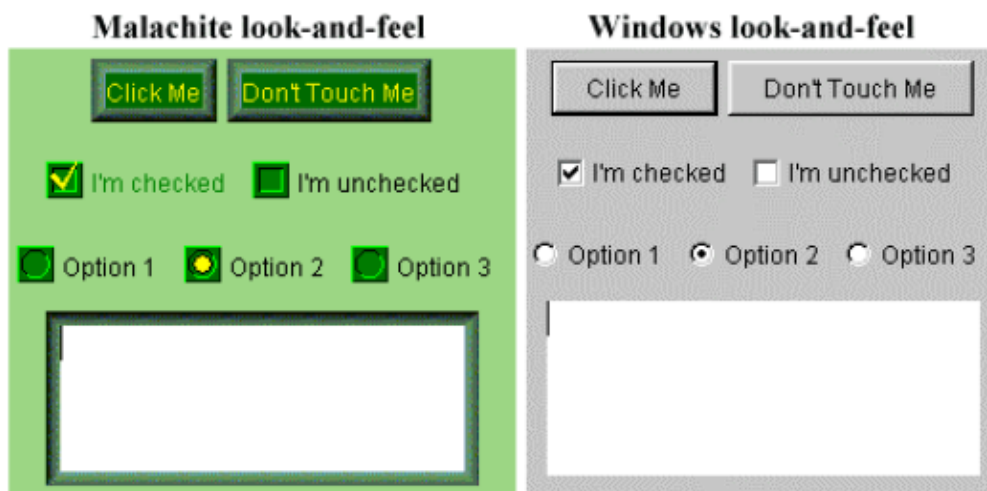 Malachite look-and-feel
Click Me Don't Touch Me
I'm checked I'm unchecked
Option 1 Option 2 Option 3
Windows look-and-feel
Click Me Don't Touch Me
I'm checked I'm unchecked
Option 1 Option 2 Option 3